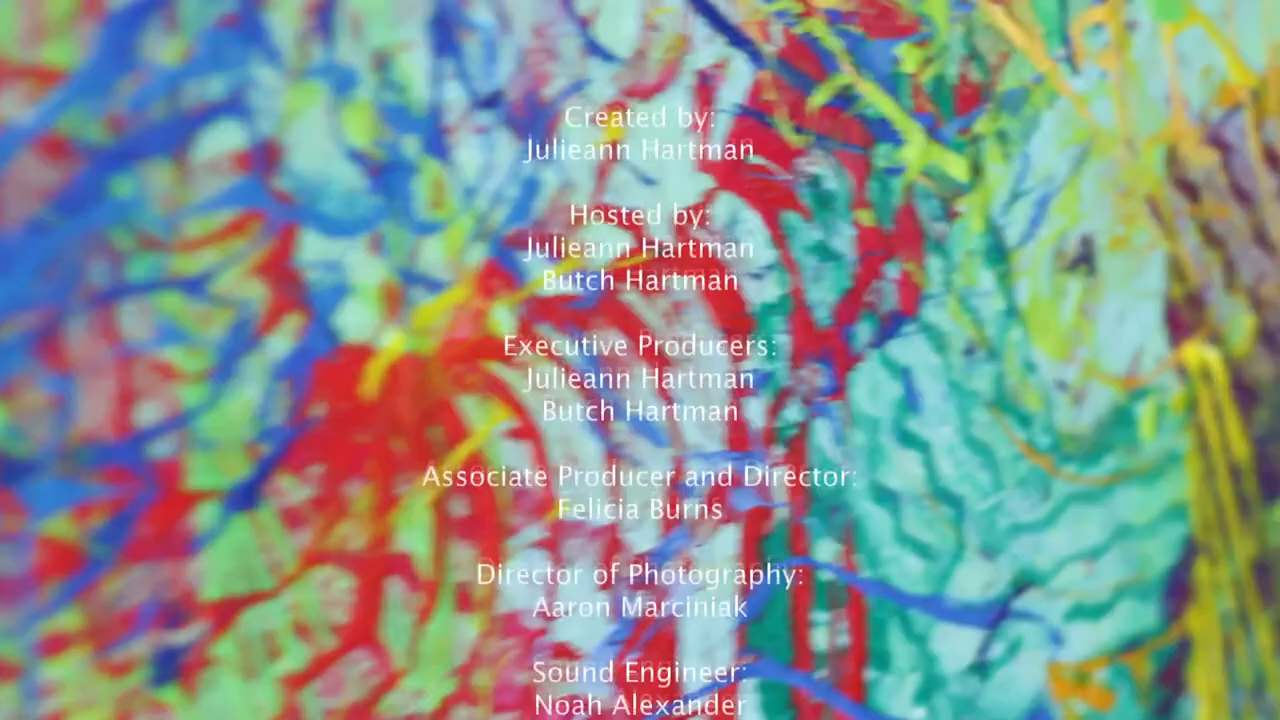 Created by:
Julieann Hartman
Hosted by:
Julieann Hartman
Butch Hartman
Executive Producers:
Julieann Hartman
Butch Hartman
Associate Producer and Director:
Felicia Burns
Director of Photography:
Aaron Marciniak
Sound Engineer:
Noah Alexander